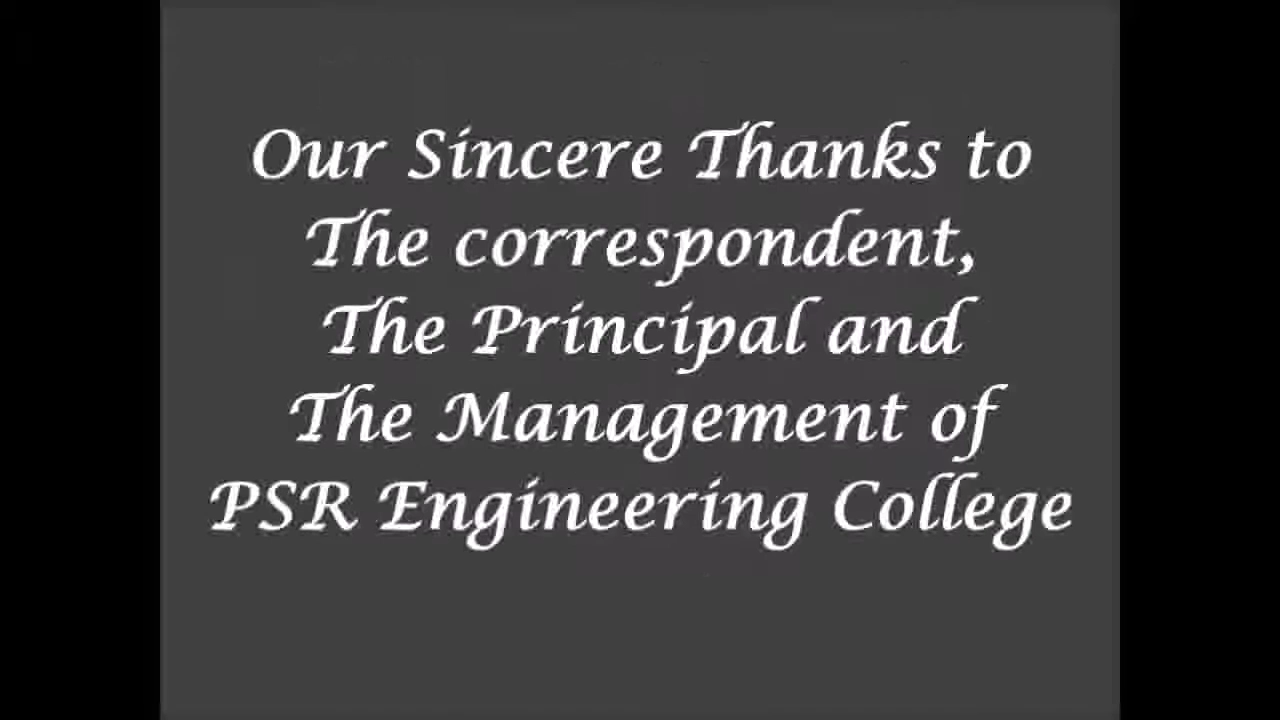 Our Sincere Thanks to
The correspondent,
The Principal and
The Management of
PSR Engineering College